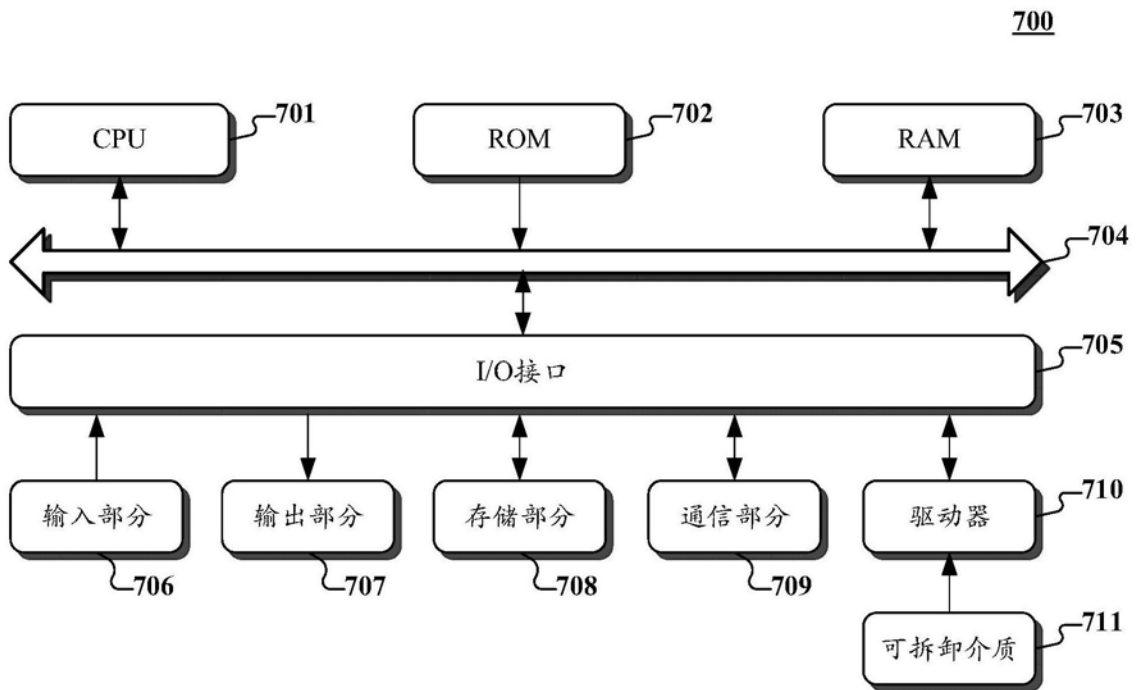 700
CPU
701
ROM
702
RAM
703
704
I/O接口
705
输入部分
输出部分
存储部分
通信部分
驱动器
710
706
707
708
709
可拆卸介质
711